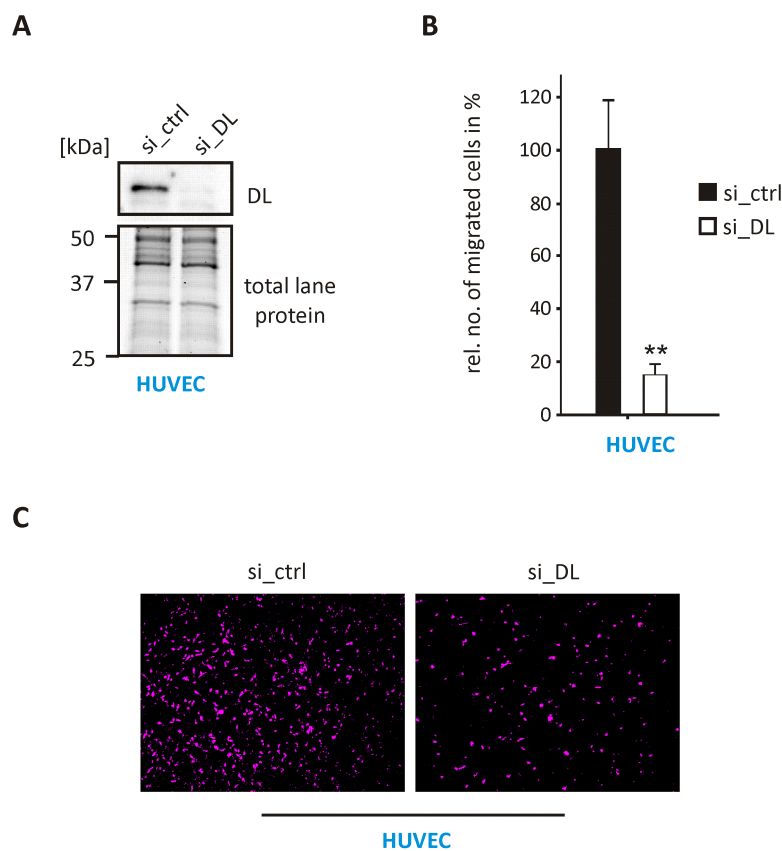 A
[kDa]
si_ctrl
si_DL
DL
50
37
25
total lane
protein
HUVEC
B
rel. no. of migrated cells in %
120
100
80
60
40
20
0
**
si_ctrl
si_DL
HUVEC
C
si_ctrl
si_DL
HUVEC